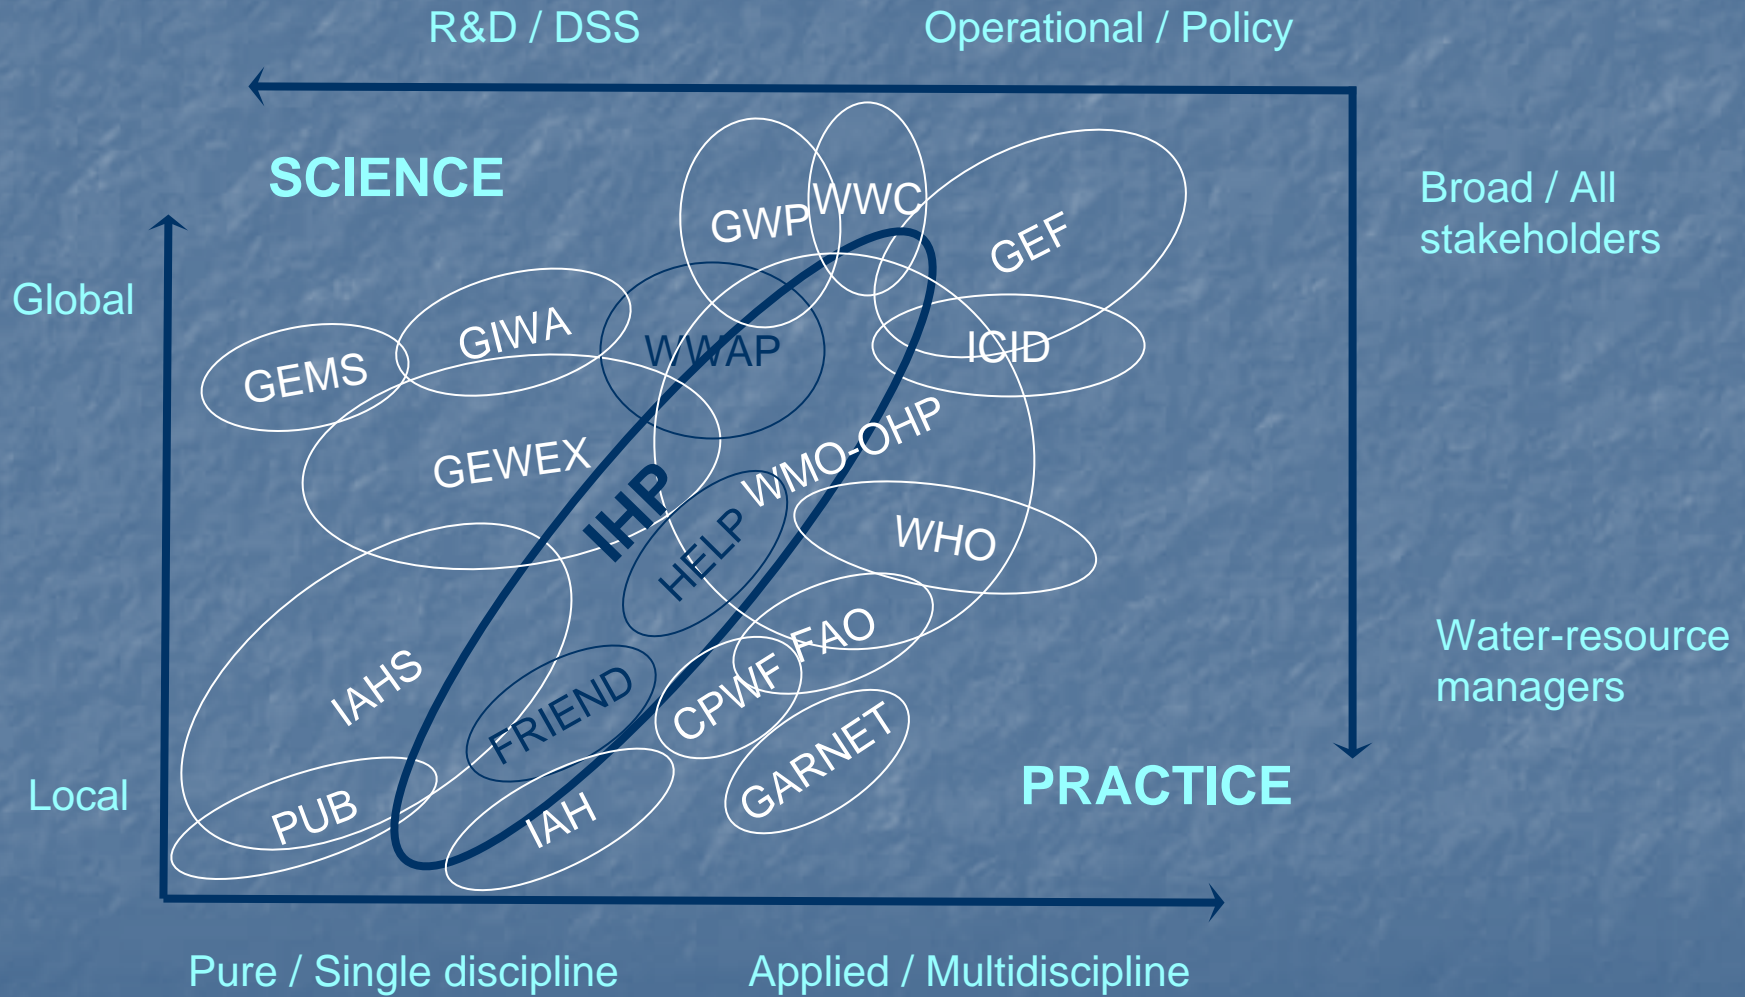 R&D / DSS
Operational / Policy
SCIENCE
Broad / All
stakeholders
GWP
WWC
GEF
Global
GEMS
GIWA
WWAP
ICID
GEWEX
IHP
WMO-OHP
HELP
WHO
FAO
Water-resource
managers
IAHS
FRIEND
CPWF
GARNET
Local
PUB
IAH
PRACTICE
Pure / Single discipline
Applied / Multidiscipline